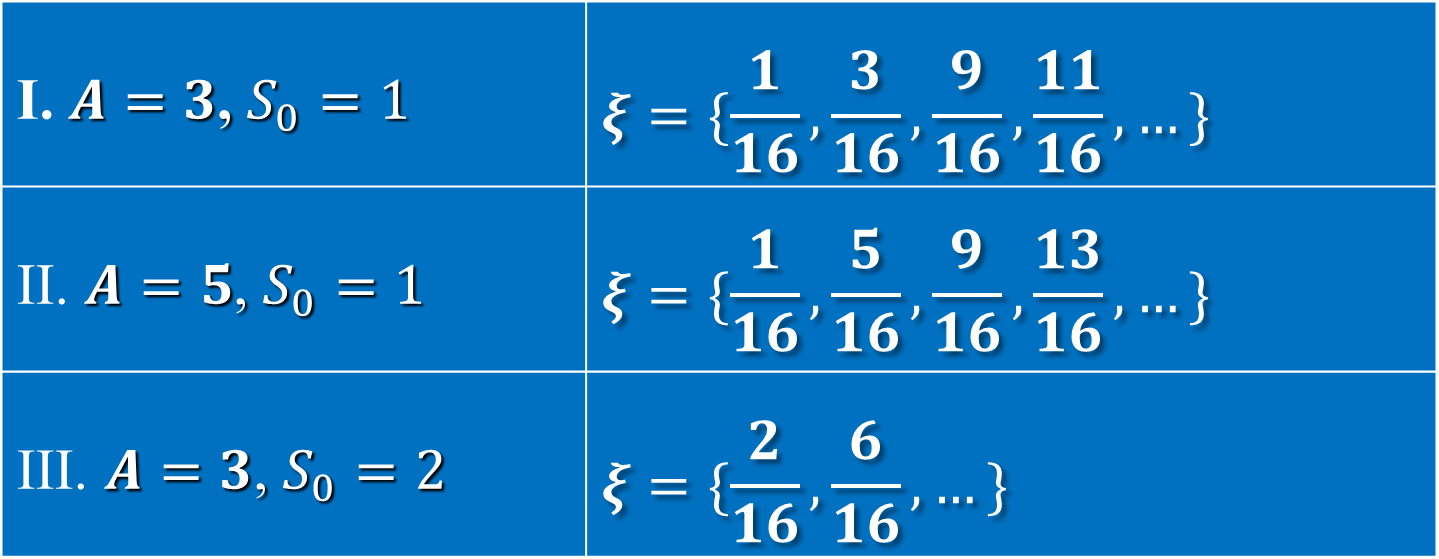 I. A = 3, S₀ = 1
ξ = {1/16, 3/16, 9/16, 11/16, ...}
II. A = 5, S₀ = 1
ξ = {1/16, 5/16, 9/16, 13/16, ...}
III. A = 3, S₀ = 2
ξ = {2/16, 6/16, ...}